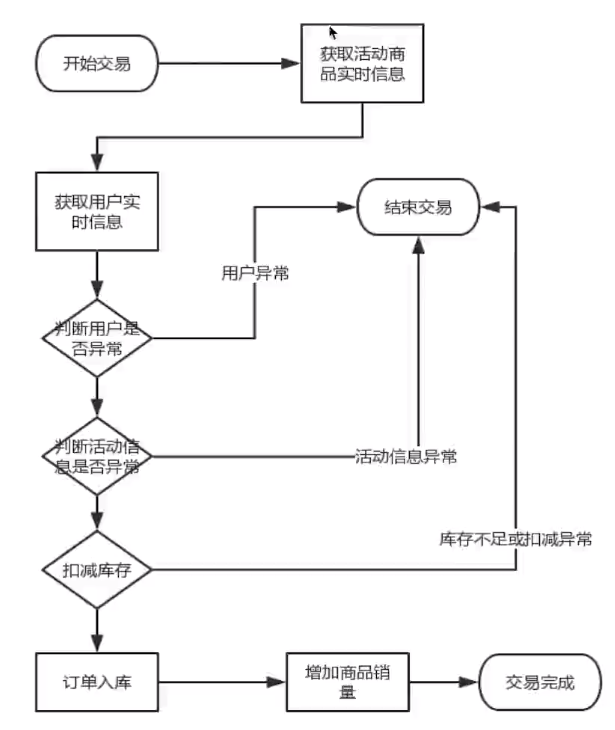 开始交易
获取活动商
品实时信息
获取用户实
时信息
结束交易
用户异常
判断用户是
否异常
判断活动信
息是否异常
活动信息异常
库存不足或扣减异常
扣减库存
订单入库
增加商品销
量
交易完成